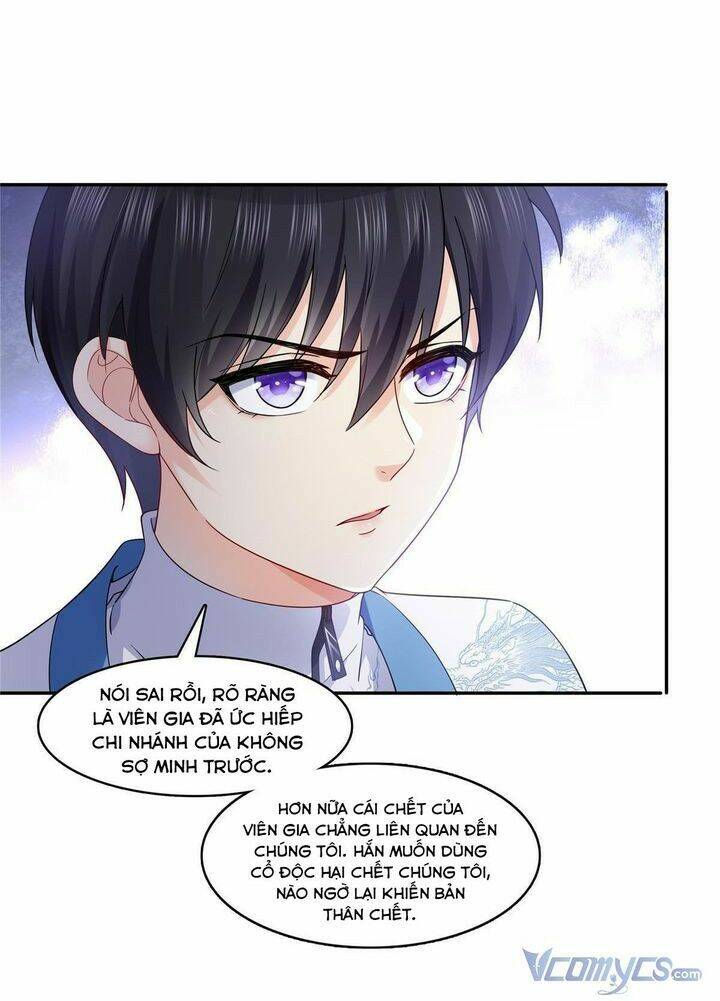 NÓI SAI RỒI, RÕ RÀNG
LÀ VIÊN GIA ĐÃ ỨC HIẾP
CHI NHÁNH CỦA KHÔNG
SỢ MINH TRƯỚC.
HƠN NỮA CÁI CHẾT CỦA
VIÊN GIA CHẲNG LIÊN QUAN ĐẾN
CHÚNG TÔI. HẮN MUỐN DÙNG
CỔ ĐỘC HẠI CHẾT CHÚNG TÔI,
NÀO NGỜ LẠI KHIẾN BẢN
THÂN CHẾT.
VCOMYCS.com